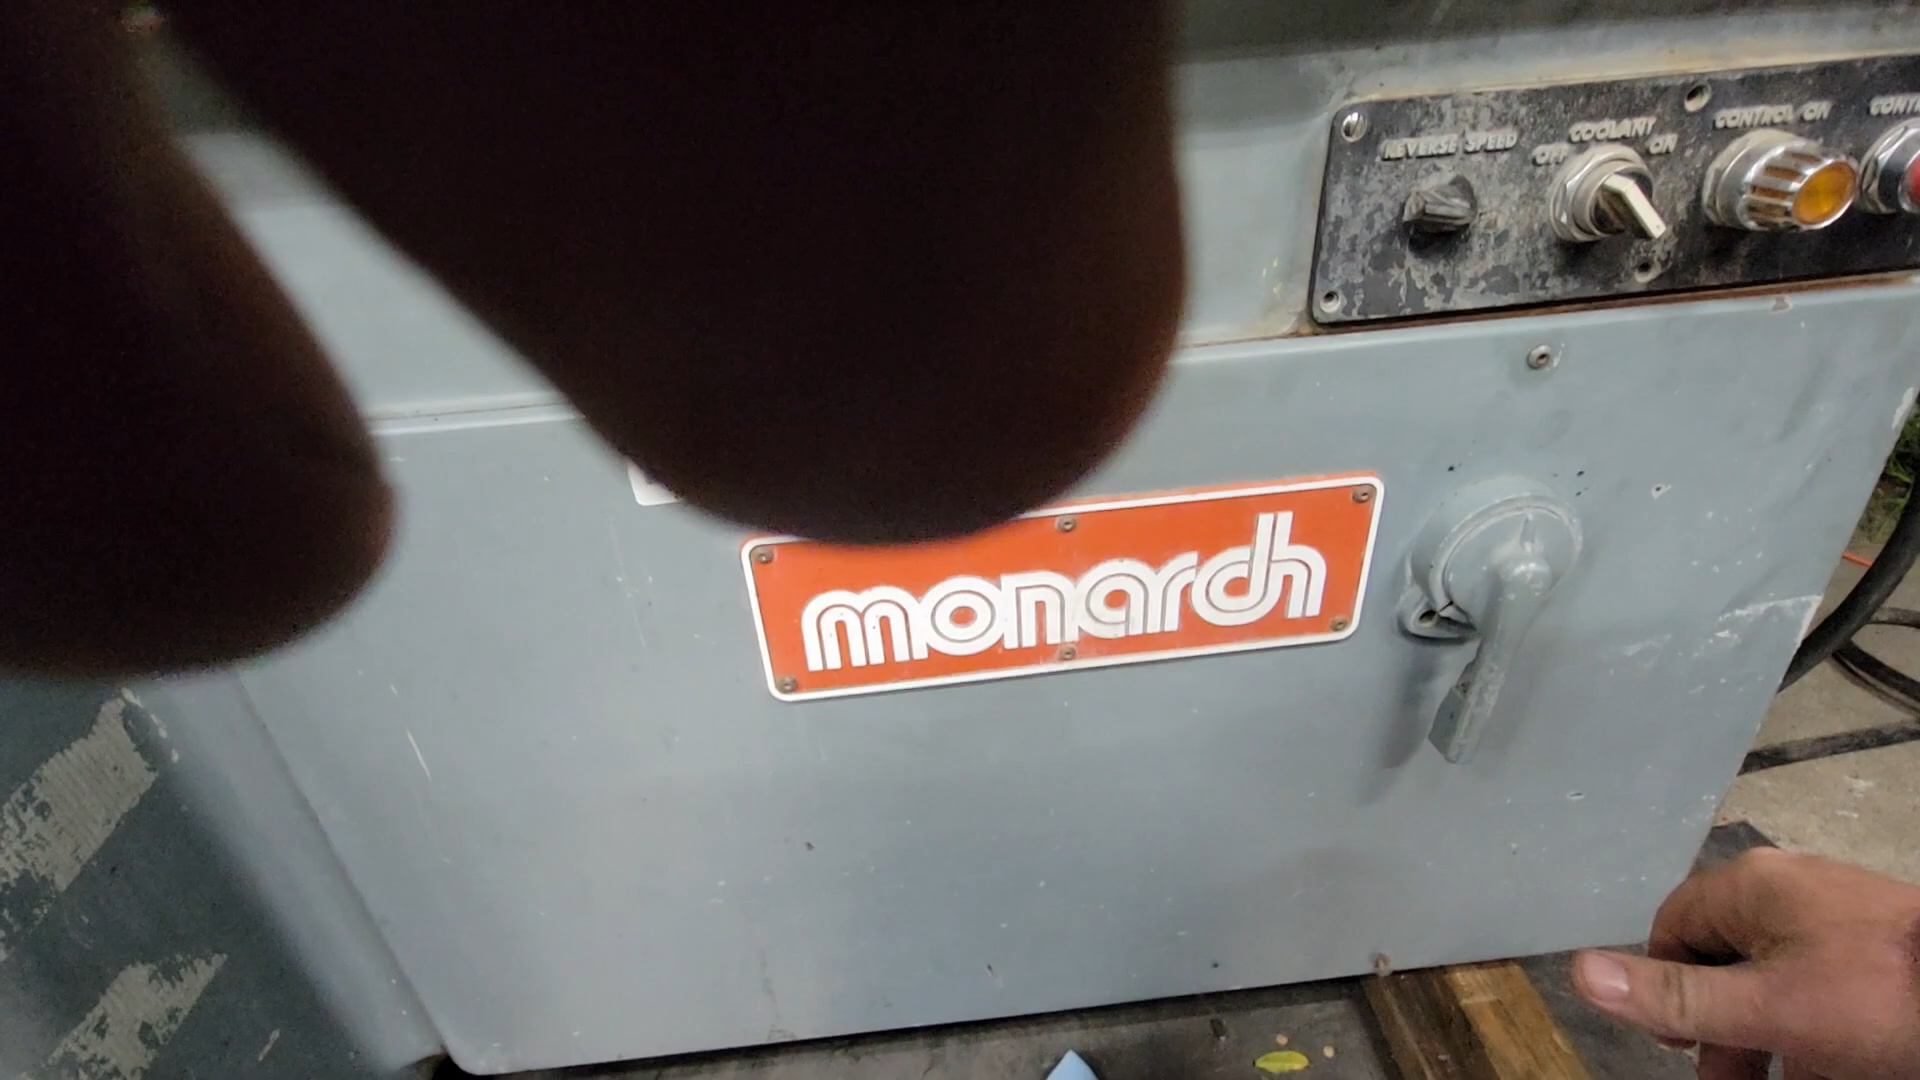 REVERSE SPEED
COOLANT
OFF ON
CONTROL ON
monarch